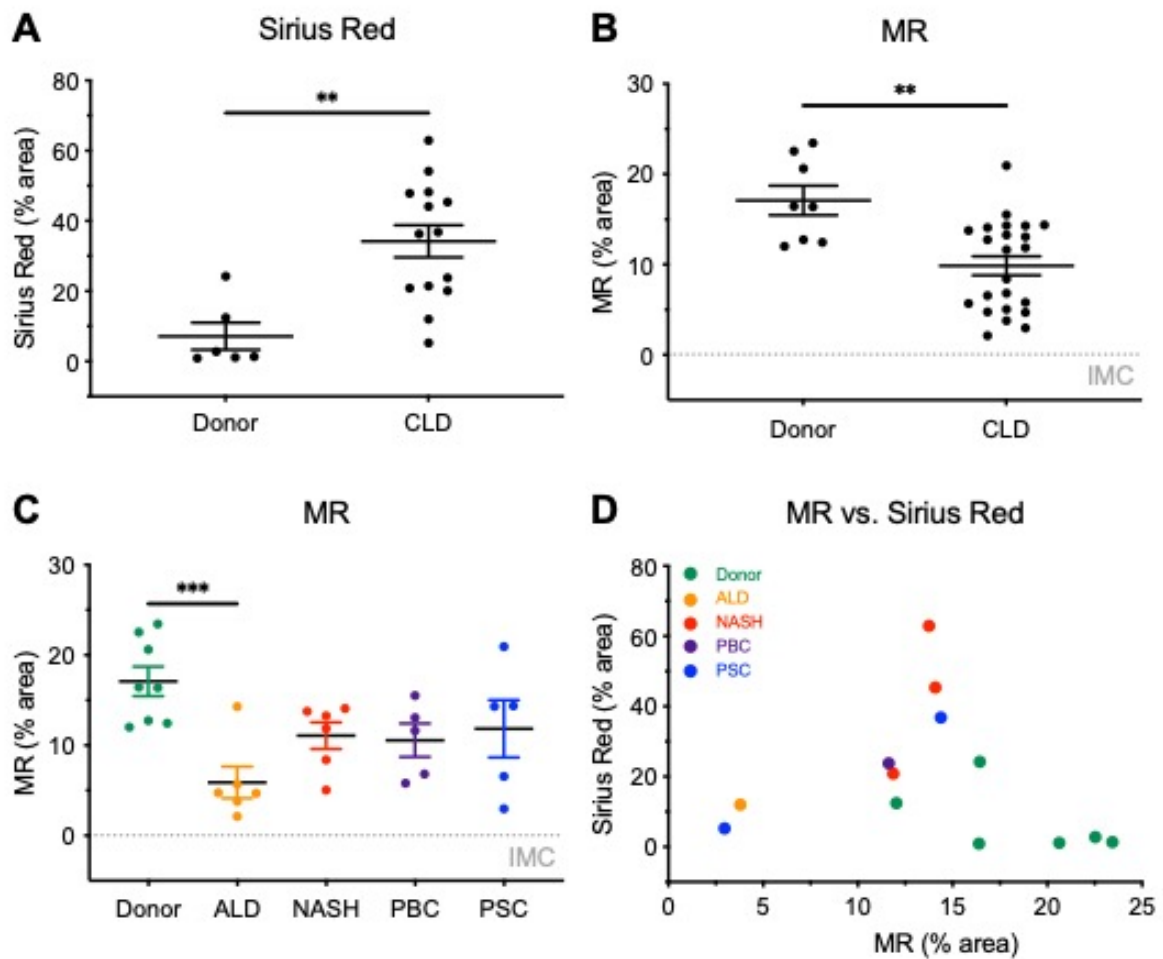 A
Sirius Red
Sirius Red (% area)
80
60
40
20
0
**
Donor
CLD
B
MR
MR (% area)
30
20
10
0
**
IMC
Donor
CLD
C
MR
MR (% area)
30
20
10
0
***
IMC
Donor
ALD
NASH
PBC
PSC
D
MR vs. Sirius Red
Sirius Red (% area)
80
60
40
20
0
Donor
ALD
NASH
PBC
PSC
0
5
10
15
20
25
MR (% area)